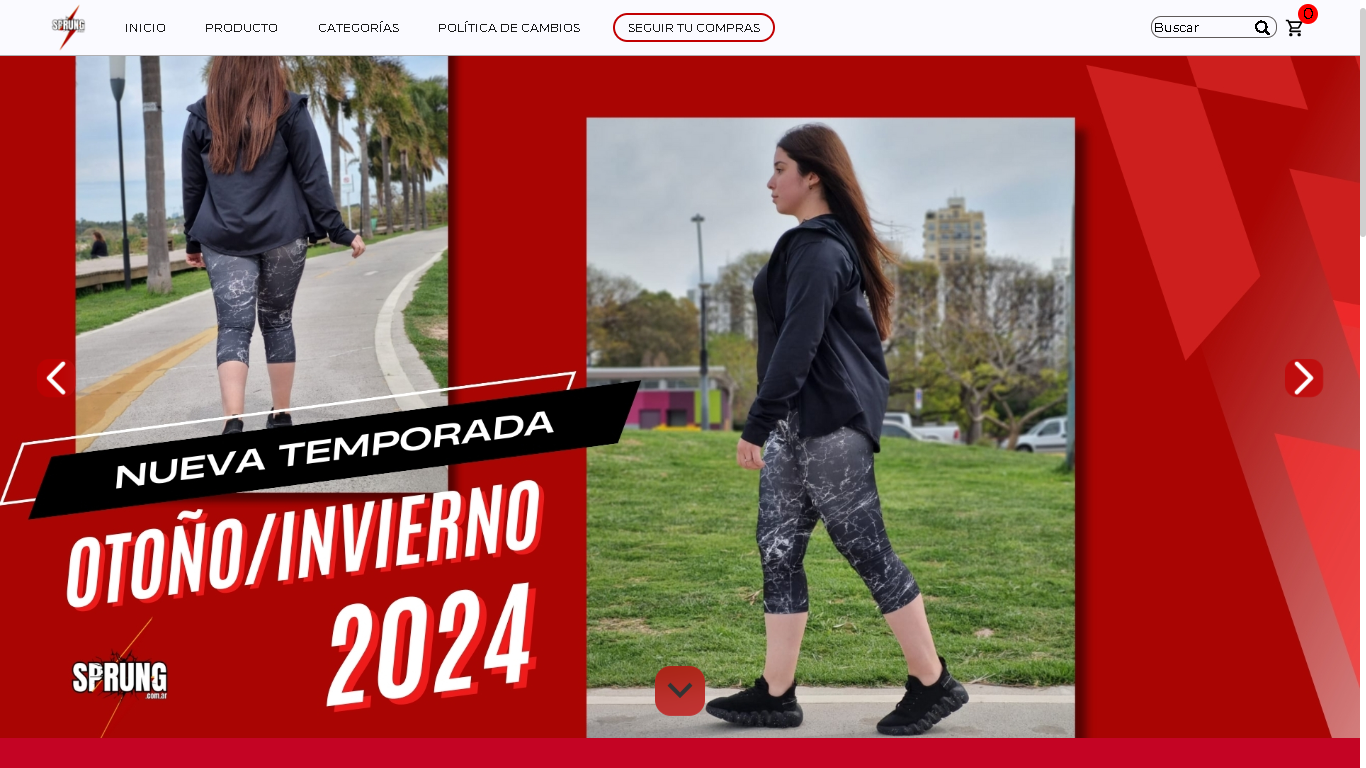 SPRUNG
INICIO
PRODUCTO
CATEGORÍAS
POLÍTICA DE CAMBIOS
SEGUIR TU COMPRAS
Buscar
0
NUEVA TEMPORADA
OTOÑO/INVIERNO
2024
SPRUNG
.com.ar